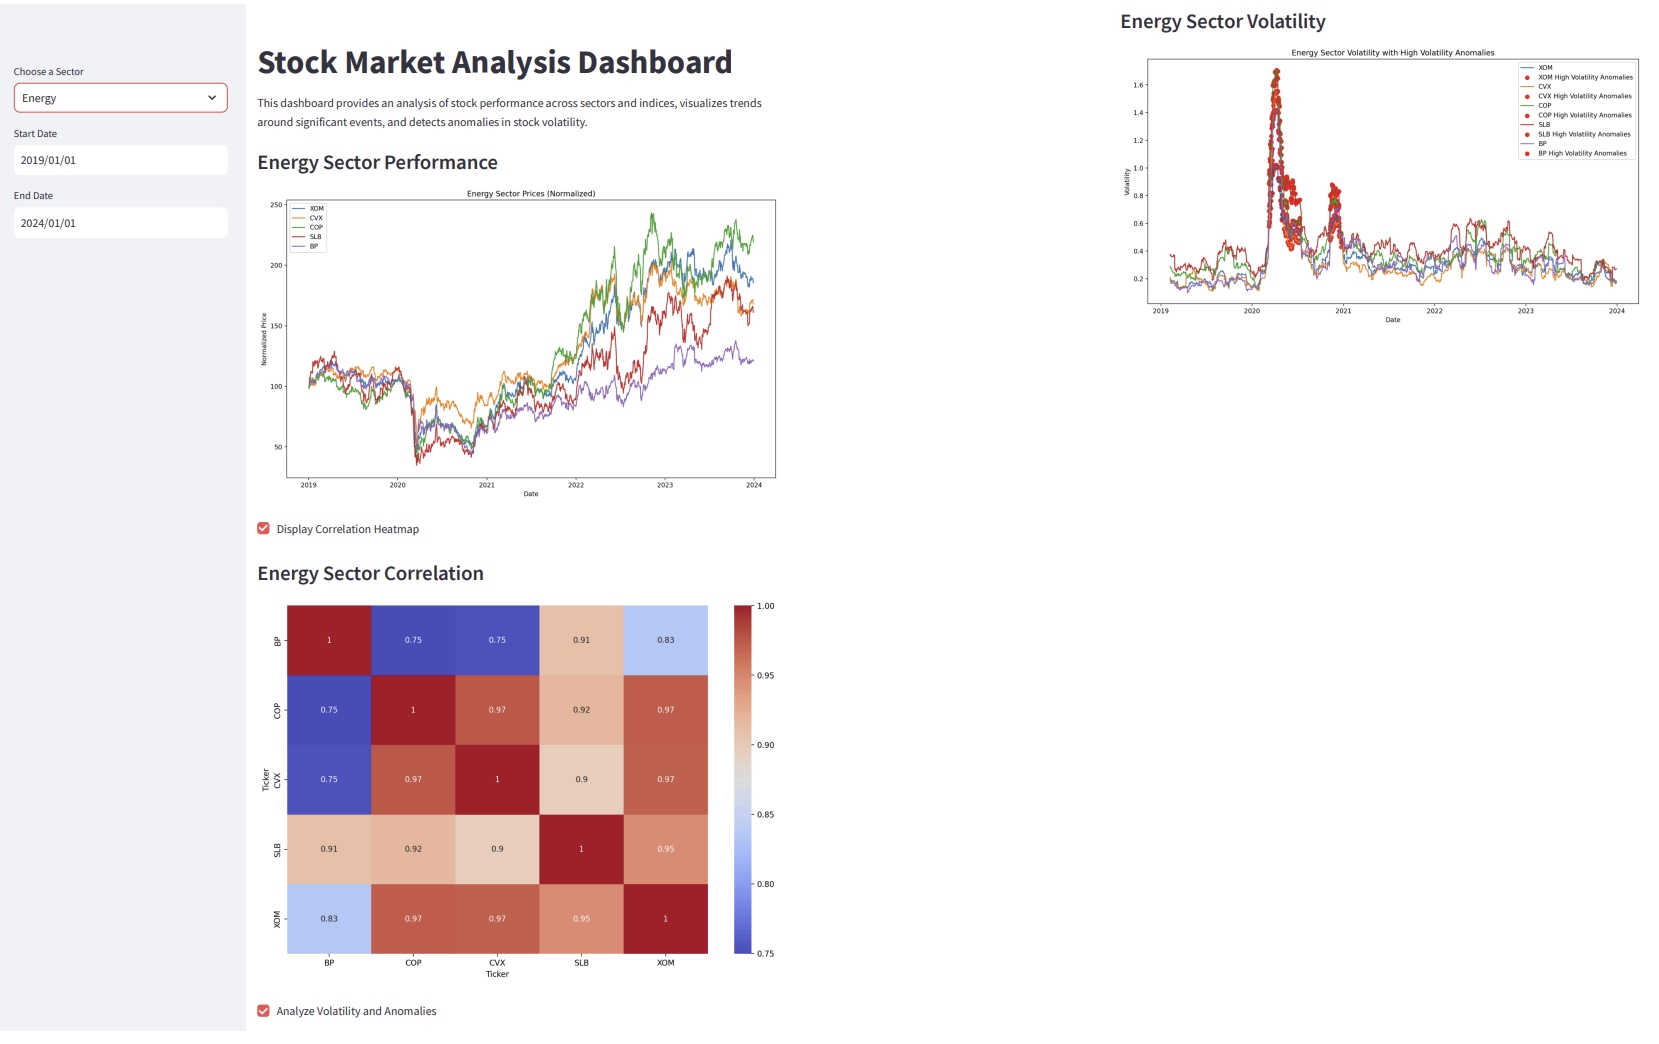 Choose a Sector
Energy
Start Date
2019/01/01
End Date
2024/01/01
Stock Market Analysis Dashboard
This dashboard provides an analysis of stock performance across sectors and indices, visualizes trends
around significant events, and detects anomalies in stock volatility.
Energy Sector Performance
Energy Sector Prices (Normalized)
XOM
CVX
COP
SLB
BP
250
200
150
100
50
Normalized Price
2019 2020 2021 2022 2023 2024
Date
Display Correlation Heatmap
Energy Sector Correlation
BP 1 0.75 0.75 0.91 0.83
COP 0.75 1 0.97 0.92 0.97
CVX 0.75 0.97 1 0.9 0.97
SLB 0.91 0.92 0.9 1 0.95
XOM 0.83 0.97 0.97 0.95 1
Ticker
BP COP CVX SLB XOM
Ticker
1.00
0.95
0.90
0.85
0.80
0.75
Analyze Volatility and Anomalies
Energy Sector Volatility
Energy Sector Volatility with High Volatility Anomalies
XOM
XOM High Volatility Anomalies
CVX
CVX High Volatility Anomalies
COP
COP High Volatility Anomalies
SLB
SLB High Volatility Anomalies
BP
BP High Volatility Anomalies
1.6
1.4
1.2
1.0
0.8
0.6
0.4
0.2
Volatility
2019 2020 2021 2022 2023 2024
Date